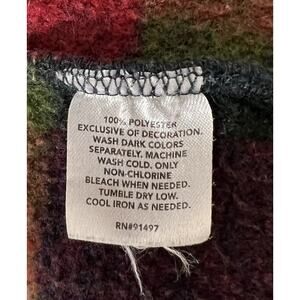 100% POLYESTER
EXCLUSIVE OF DECORATION.
WASH DARK COLORS
SEPARATELY. MACHINE
WASH COLD. ONLY
NON-CHLORINE
BLEACH WHEN NEEDED.
TUMBLE DRY LOW.
COOL IRON AS NEEDED.
RN#91497